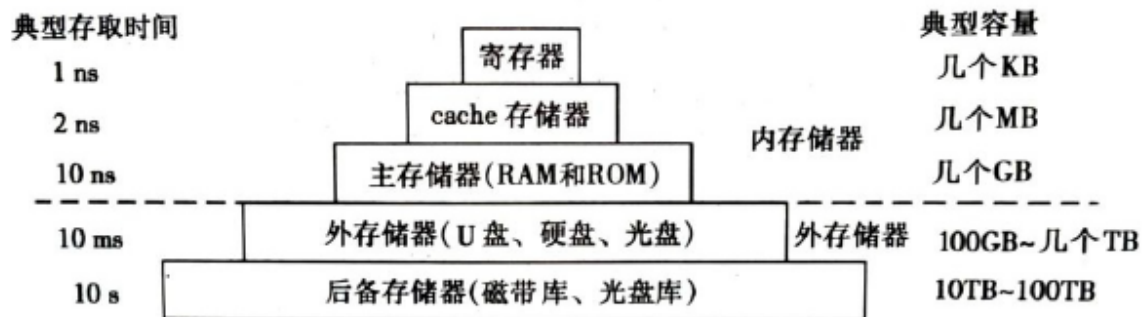 典型存取时间 典型容量
1 ns 寄存器 几个KB
2 ns cache 存储器 几个MB
内存储器
10 ns 主存储器(RAM和ROM) 几个GB
10 ms 外存储器(U盘、硬盘、光盘) 外存储器 100GB~几个TB
10 s 后备存储器(磁带库、光盘库) 10TB~100TB